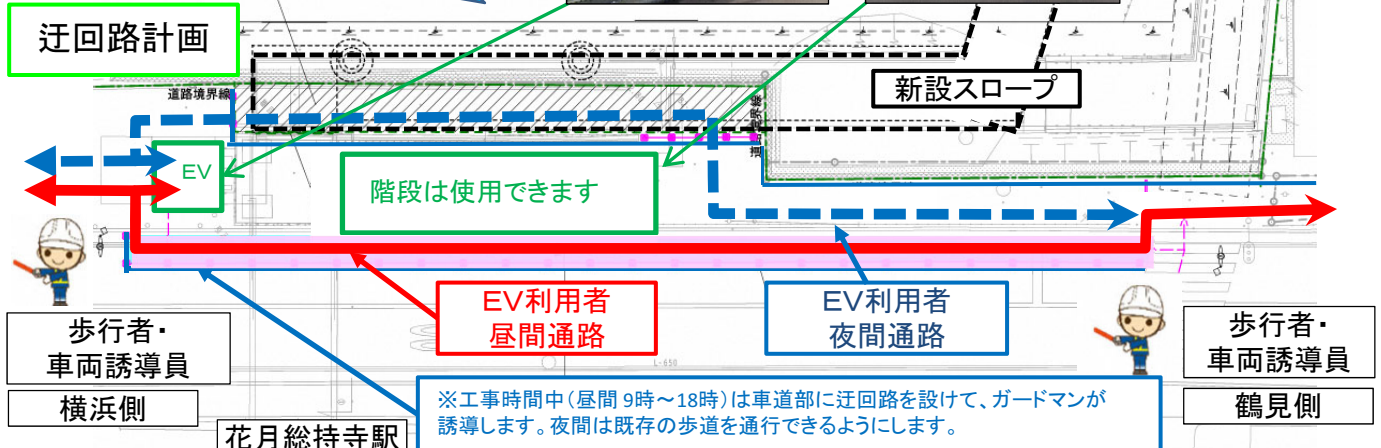 迂回路計画
新設スロープ
道路境界線
道路境界線
EV
階段は使用できます
EV利用者
昼間通路
EV利用者
夜間通路
歩行者・
車両誘導員
横浜側
歩行者・
車両誘導員
鶴見側
L-650
※工事時間中(昼間 9時～18時)は車道部に迂回路を設けて、ガードマンが
誘導します。夜間は既存の歩道を通行できるようにします。
花月総持寺駅